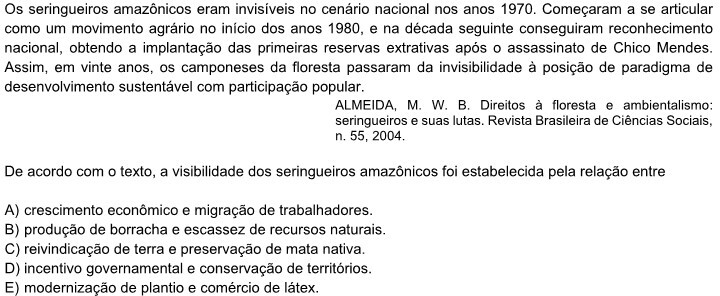 Os seringueiros amazônicos eram invisíveis no cenário nacional nos anos 1970. Começaram a se articular
como um movimento agrário no início dos anos 1980, e na década seguinte conseguiram reconhecimento
nacional, obtendo a implantação das primeiras reservas extrativas após o assassinato de Chico Mendes.
Assim, em vinte anos, os camponeses da floresta passaram da invisibilidade à posição de paradigma de
desenvolvimento sustentável com participação popular.
ALMEIDA, M. W. B. Direitos à floresta e ambientalismo:
seringueiros e suas lutas. Revista Brasileira de Ciências Sociais,
n. 55, 2004.
De acordo com o texto, a visibilidade dos seringueiros amazônicos foi estabelecida pela relação entre
A) crescimento econômico e migração de trabalhadores.
B) produção de borracha e escassez de recursos naturais.
C) reivindicação de terra e preservação de mata nativa.
D) incentivo governamental e conservação de territórios.
E) modernização de plantio e comércio de látex.